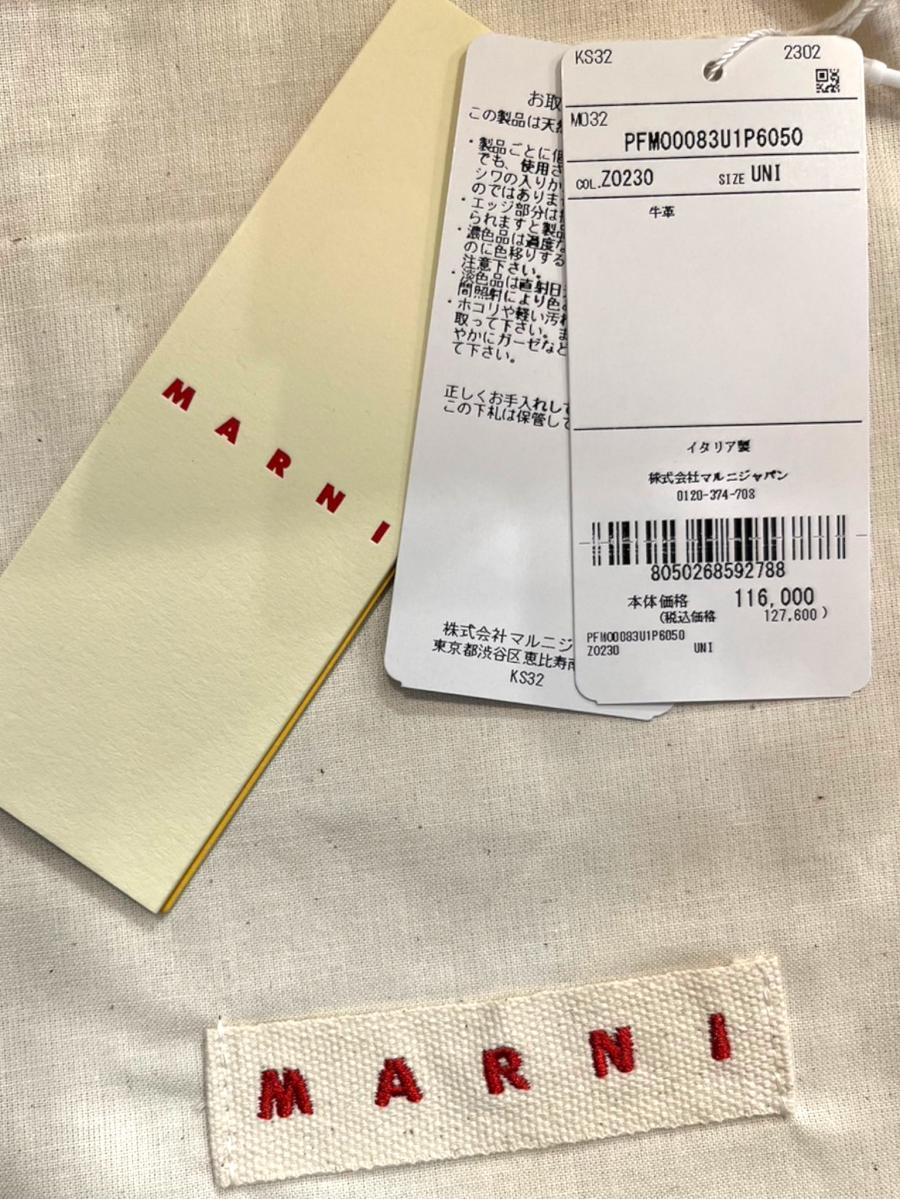 MARNI
お取
この製品は天然
・製品ごとに個
でも、使用さ
シワの入りか
のではありま
・エッジ部分は
られますと製品
・濃色品は過度な
のに色移りする
注意下さい。
・淡色品は直射日
間照射により色
・ホコリや軽い汚れ
取って下さい。ま
やかにガーゼなど
て下さい。
正しくお手入れして
この下札は保管して
株式会社マルニジ
東京都渋谷区恵比寿南
KS32
KS32 2302
M032
PFMO0083U1P6050
COL.Z0230 SIZE UNI
牛革
イタリア製
株式会社マルニジャパン
0120-374-708
8050268592788
本体価格 116,000
(税込価格 127,600)
PFMO0083U1P6050
Z0230 UNI
MARNI